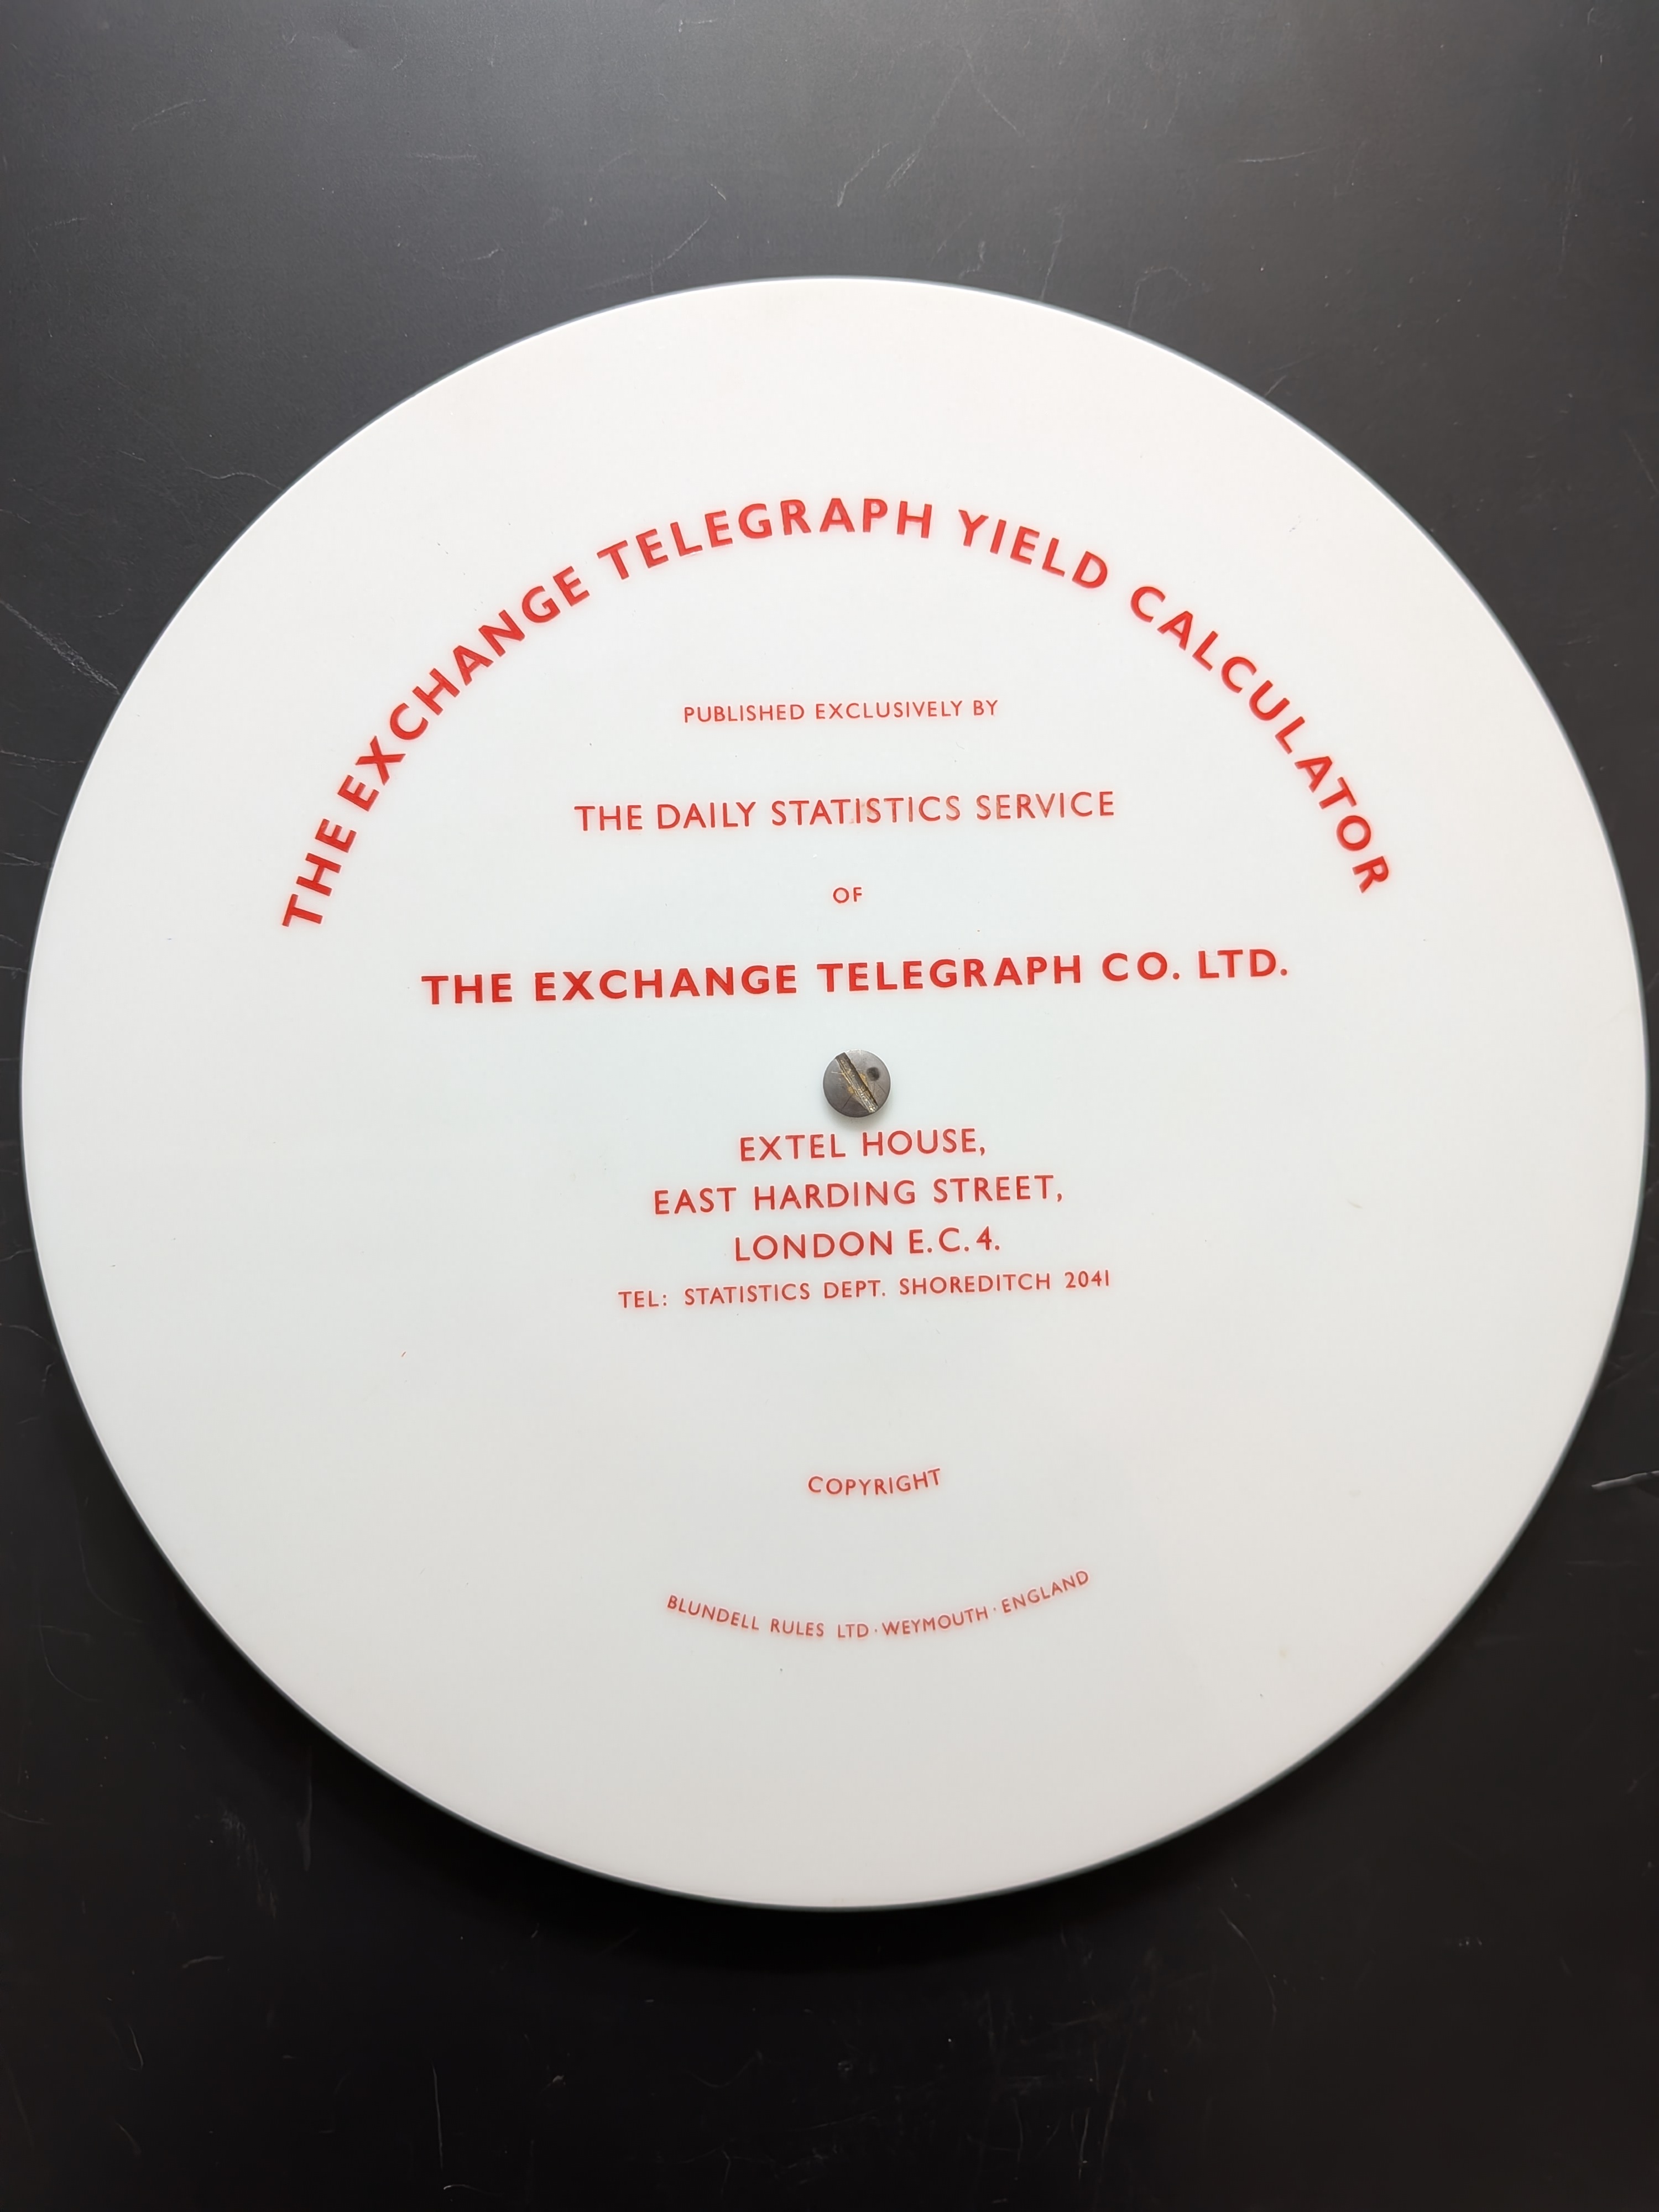 THE EXCHANGE TELEGRAPH YIELD CALCULATOR
PUBLISHED EXCLUSIVELY BY
THE DAILY STATISTICS SERVICE
OF
THE EXCHANGE TELEGRAPH CO. LTD.
EXTEL HOUSE,
EAST HARDING STREET,
LONDON E.C.4.
TEL: STATISTICS DEPT. SHOREDITCH 2041
COPYRIGHT
BLUNDELL RULES LTD · WEYMOUTH · ENGLAND